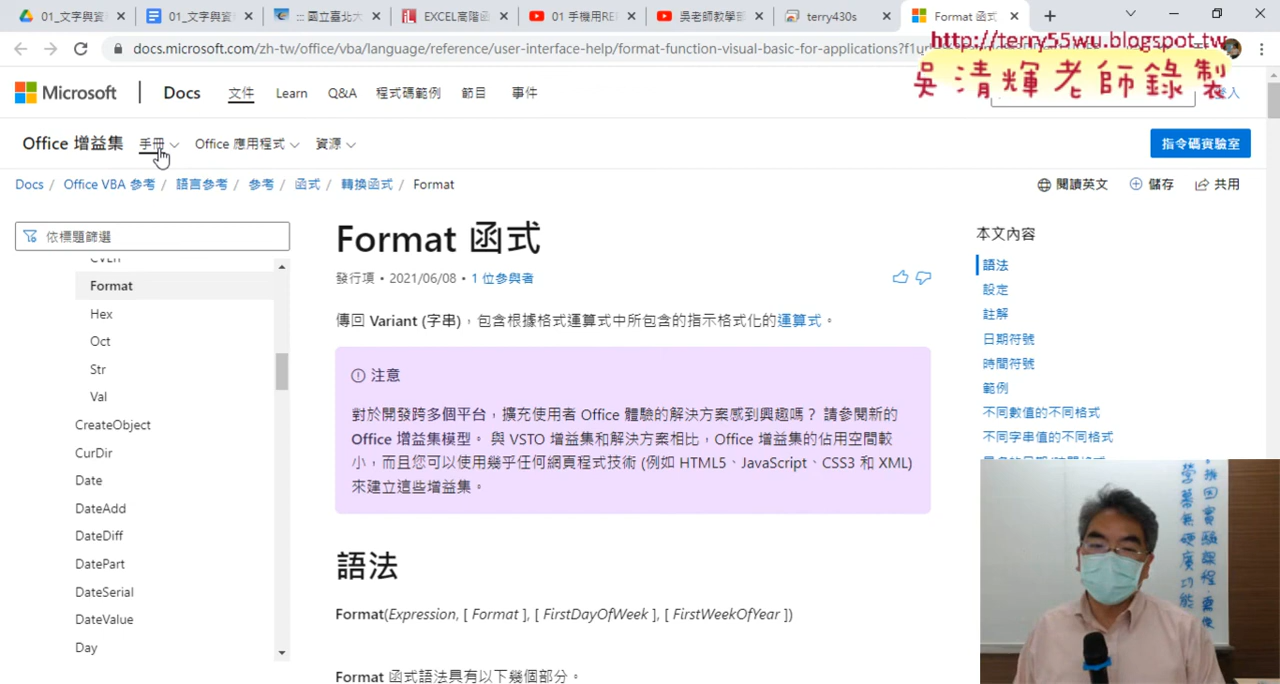 01_文字與資
01_文字與資
::: 國立臺北大
EXCEL高階函
01 手機用RE
吳老師教學部
terry430s
Format 函式
docs.microsoft.com/zh-tw/office/vba/language/reference/user-interface-help/format-function-visual-basic-for-applications?f1u
http://terry55wu.blogspot.tw
吳清輝老師錄製
Microsoft
Docs
文件
Learn
Q&A
程式碼範例
節目
事件
登入
Office 增益集
手冊
Office 應用程式
資源
指令碼實驗室
Docs / Office VBA 參考 / 語言參考 / 參考 / 函式 / 轉換函式 / Format
閱讀英文
儲存
共用
依標題篩選
CVErr
Format
Hex
Oct
Str
Val
CreateObject
CurDir
Date
DateAdd
DateDiff
DatePart
DateSerial
DateValue
Day
Format 函式
發行項 • 2021/06/08 • 1 位參與者
傳回 Variant (字串)，包含根據格式運算式中所包含的指示格式化的運算式。
注意
對於開發跨多個平台，擴充使用者 Office 體驗的解決方案感到興趣嗎？ 請參閱新的
Office 增益集模型。 與 VSTO 增益集和解決方案相比，Office 增益集的佔用空間較
小，而且您可以使用幾乎任何網頁程式技術 (例如 HTML5、JavaScript、CSS3 和 XML)
來建立這些增益集。
語法
Format(Expression, [ Format ], [ FirstDayOfWeek ], [ FirstWeekOfYear ])
Format 函式語法具有以下幾個部分。
本文內容
語法
設定
註解
日期符號
時間符號
範例
不同數值的不同格式
不同字串值的不同格式